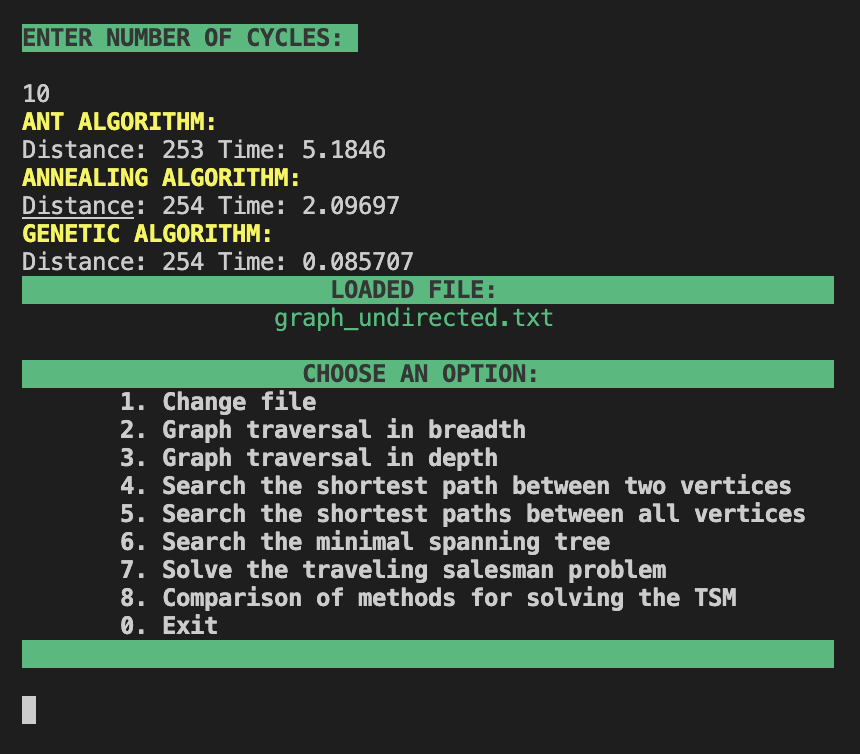 ENTER NUMBER OF CYCLES:
10
ANT ALGORITHM:
Distance: 253 Time: 5.1846
ANNEALING ALGORITHM:
Distance: 254 Time: 2.09697
GENETIC ALGORITHM:
Distance: 254 Time: 0.085707
LOADED FILE:
graph_undirected.txt
CHOOSE AN OPTION:
1. Change file
2. Graph traversal in breadth
3. Graph traversal in depth
4. Search the shortest path between two vertices
5. Search the shortest paths between all vertices
6. Search the minimal spanning tree
7. Solve the traveling salesman problem
8. Comparison of methods for solving the TSM
0. Exit